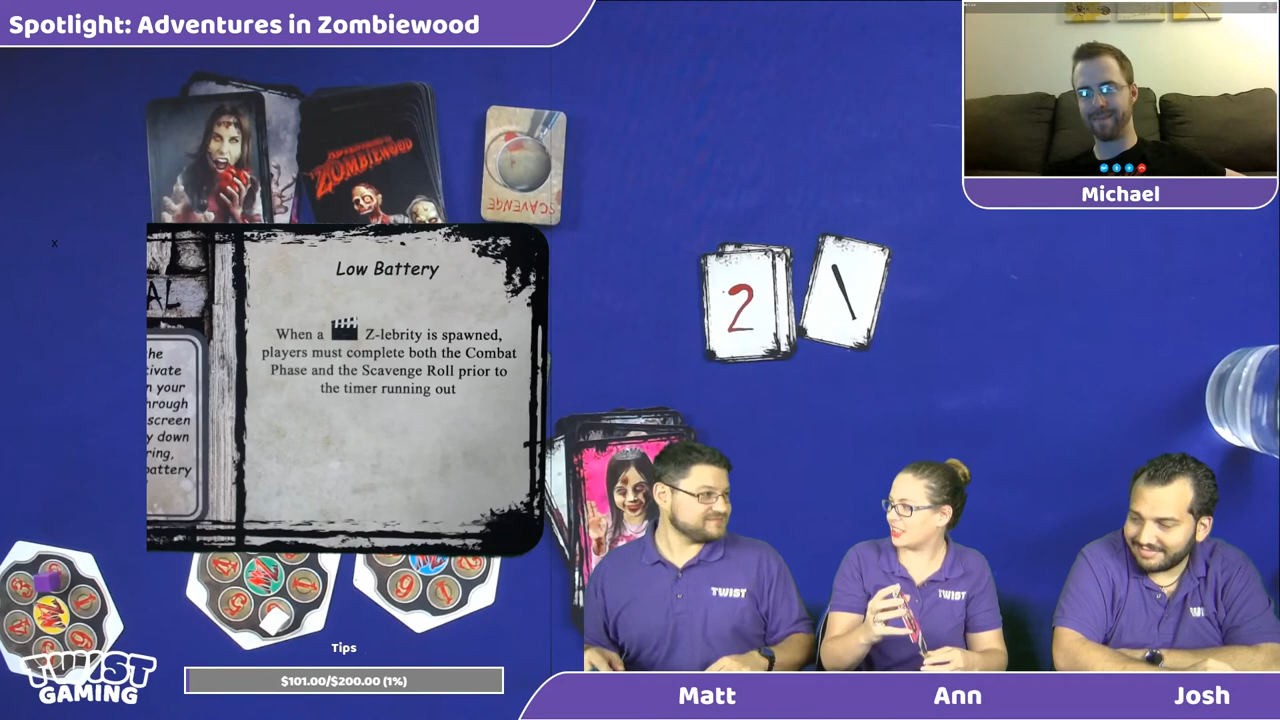 Spotlight: Adventures in Zombiewood
Michael
ADVENTURES IN
ZOMBIEWOOD
SCAVENGE
x
Low Battery
When a Z-lebrity is spawned,
players must complete both the Combat
Phase and the Scavenge Roll prior to
the timer running out
AL
he
tivate
n your
hrough
screen
y down
ring,
battery
2
TWIST
TWIST
Tips
$101.00/$200.00 (1%)
TWIST
GAMING
Matt
Ann
Josh